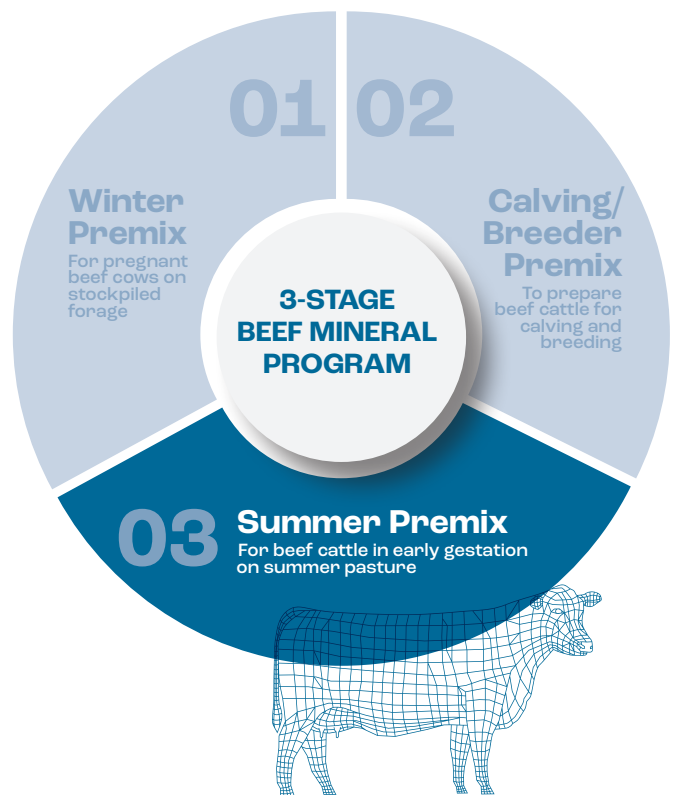 01
Winter
Premix
For pregnant
beef cows on
stockpiled
forage
02
Calving/
Breeder
Premix
To prepare
beef cattle for
calving and
breeding
3-STAGE
BEEF MINERAL
PROGRAM
03
Summer Premix
For beef cattle in early gestation
on summer pasture